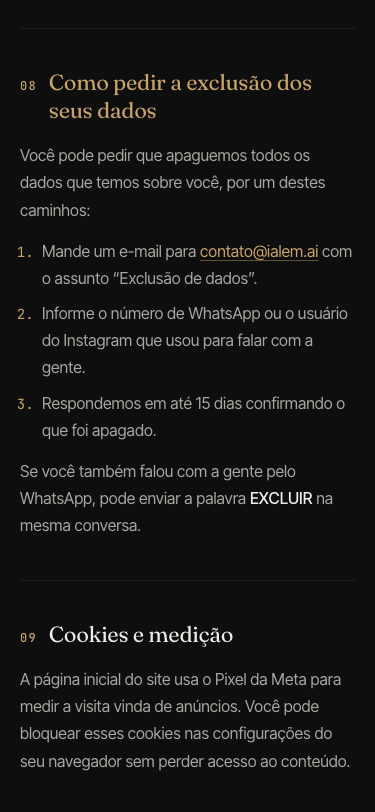 08 Como pedir a exclusão dos
seus dados
Você pode pedir que apaguemos todos os
dados que temos sobre você, por um destes
caminhos:
1. Mande um e-mail para contato@ialem.ai com
o assunto “Exclusão de dados”.
2. Informe o número de WhatsApp ou o usuário
do Instagram que usou para falar com a
gente.
3. Respondemos em até 15 dias confirmando o
que foi apagado.
Se você também falou com a gente pelo
WhatsApp, pode enviar a palavra EXCLUIR na
mesma conversa.
09 Cookies e medição
A página inicial do site usa o Pixel da Meta para
medir a visita vinda de anúncios. Você pode
bloquear esses cookies nas configurações do
seu navegador sem perder acesso ao conteúdo.